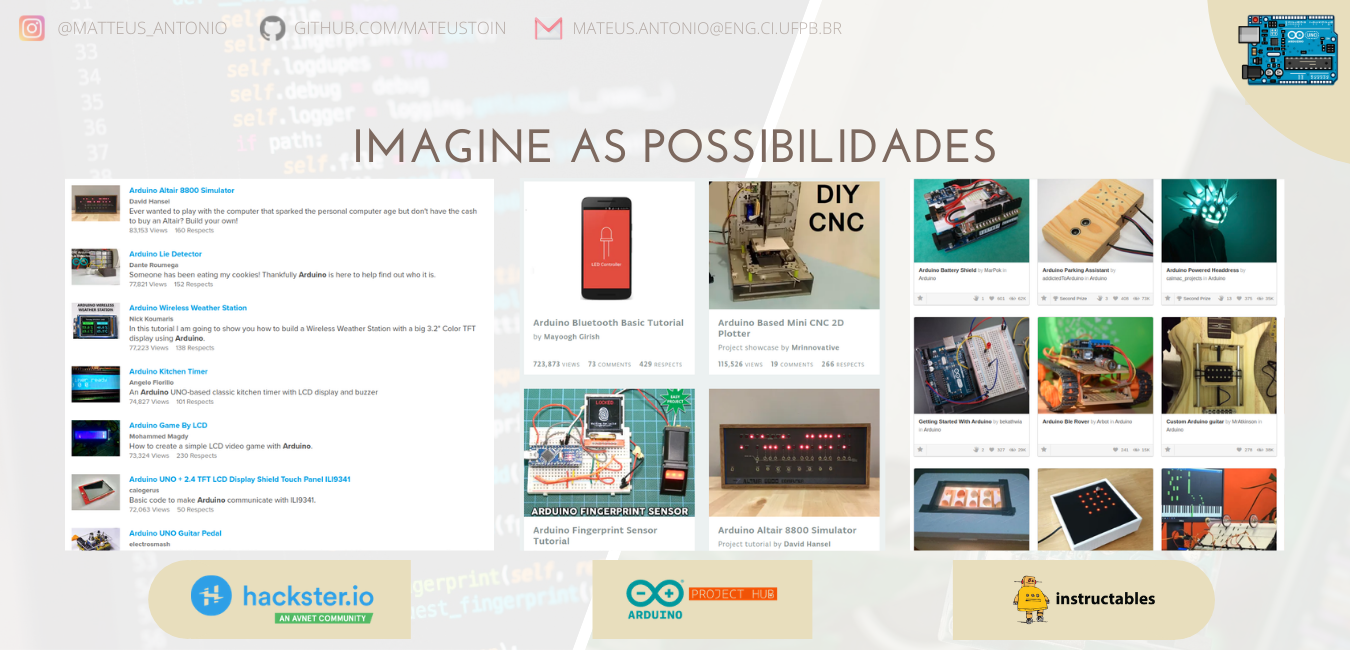 @MATTEUS_ANTONIO GITHUB.COM/MATEUSTOIN MATEUS.ANTONIO@ENG.CI.UFPB.BR
IMAGINE AS POSSIBILIDADES
Arduino Altair 8800 Simulator
David Hansel
Ever wanted to play with the computer that sparked the personal computer age but don't have the cash
to buy an Altair? Build your own!
83,153 Views 160 Respects
Arduino Lie Detector
Dante Roumega
Someone has been eating my cookies! Thankfully Arduino is here to help find out who it is.
77,821 Views 152 Respects
Arduino Wireless Weather Station
Nick Koumaris
In this tutorial I am going to show you how to build a Wireless Weather Station with a big 3.2" Color TFT
display using Arduino.
77,223 Views 138 Respects
Arduino Kitchen Timer
Angelo Fiorillo
An Arduino UNO-based classic kitchen timer with LCD display and buzzer
74,827 Views 101 Respects
Arduino Game By LCD
Mohammed Magdy
How to create a simple LCD video game with Arduino.
73,324 Views 230 Respects
Arduino UNO + 2.4 TFT LCD Display Shield Touch Panel ILI9341
calogerus
Basic code to make Arduino communicate with ILI9341.
72,063 Views 50 Respects
Arduino UNO Guitar Pedal
electrosmash
LED Controller
Arduino Bluetooth Basic Tutorial
by Mayoogh Girish
723,873 VIEWS 73 COMMENTS 429 RESPECTS
DIY
CNC
Arduino Based Mini CNC 2D
Plotter
Project showcase by Mrinnovative
115,526 VIEWS 19 COMMENTS 266 RESPECTS
LOCKED
EASY
PROJECT
ARDUINO FINGERPRINT SENSOR
Arduino Fingerprint Sensor
Tutorial
Arduino Altair 8800 Simulator
Project tutorial by David Hansel
Arduino Battery Shield by MarPok in
Arduino
Arduino Parking Assistant by
addictedToArduino in Arduino
Second Prize
Arduino Powered Headdress by
saimac_projects in Arduino
Second Prize
Getting Started With Arduino by bekathwia
in Arduino
Arduino Ble Rover by Arbot in Arduino
Custom Arduino guitar by MrAtkinson in
Arduino
hackster.io
AN AVNET COMMUNITY
ARDUINO
PROJECT HUB
instructables